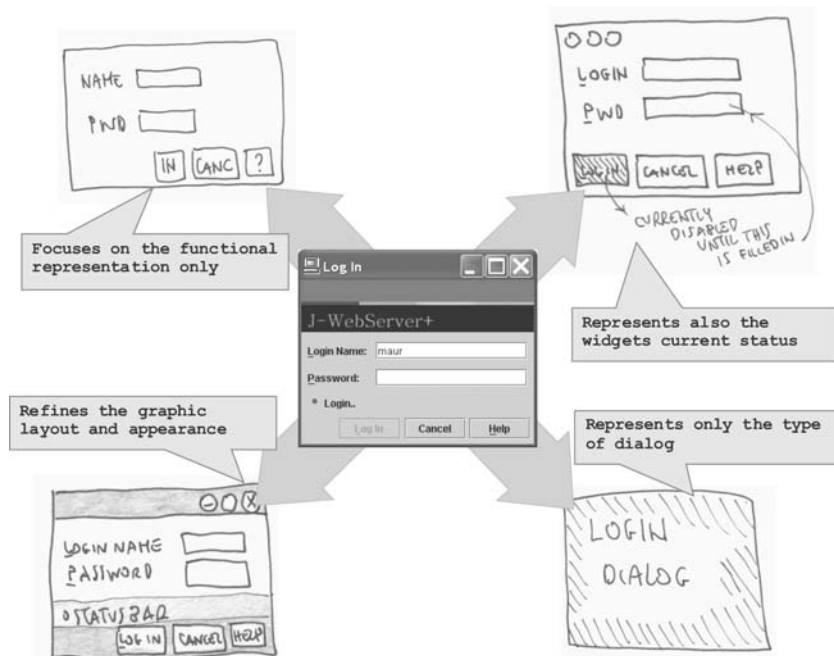 NAME
PWD
IN CANC ?
Focuses on the functional
representation only
LOGIN
PWD
LOGIN CANCEL HELP
CURRENTLY
DISABLED
UNTIL THIS
IS FILLED IN
Represents also the
widgets current status
Log In
J-WebServer+
Login Name: maur
Password:
Login..
Log In Cancel Help
Refines the graphic
layout and appearance
LOGIN NAME
PASSWORD
STATUS BAR
LOG IN CANCEL HELP
Represents only the type
of dialog
LOGIN
DIALOG